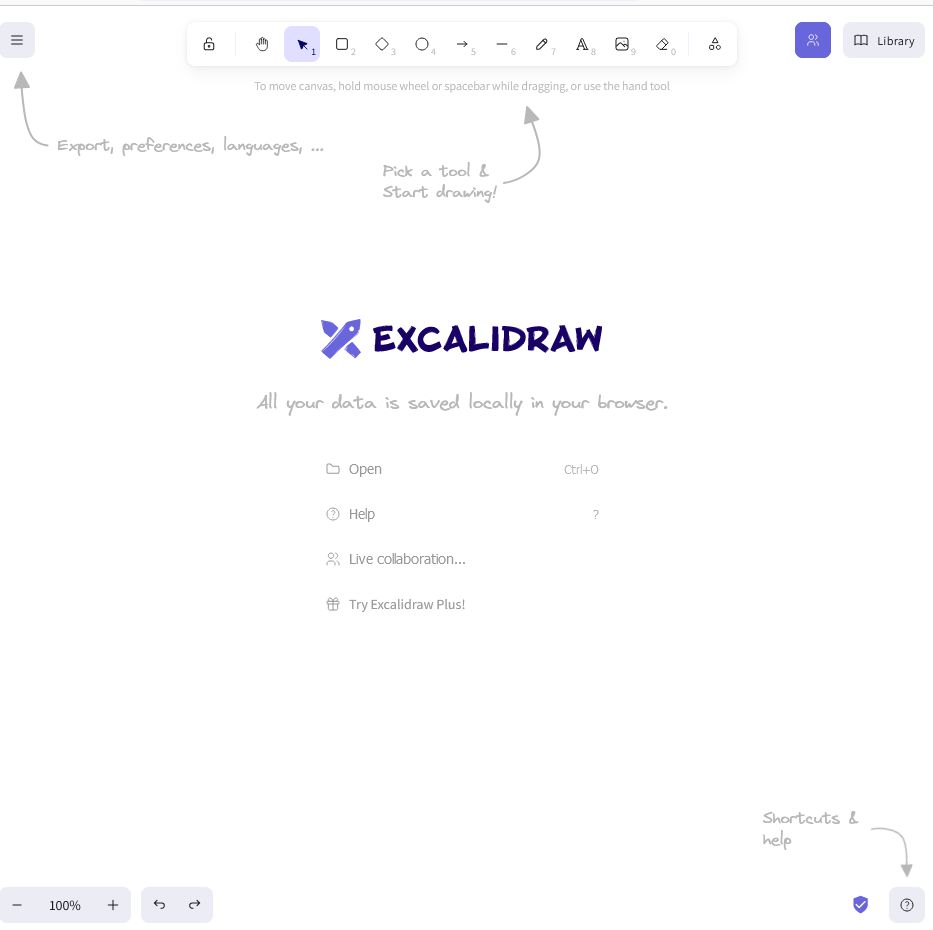 1
2
3
4
5
6
7
8
9
0
Library
To move canvas, hold mouse wheel or spacebar while dragging, or use the hand tool
Export, preferences, languages, ...
Pick a tool &
Start drawing!
EXCALIDRAW
All your data is saved locally in your browser.
Open Ctrl+O
Help ?
Live collaboration...
Try Excalidraw Plus!
Shortcuts &
help
100%